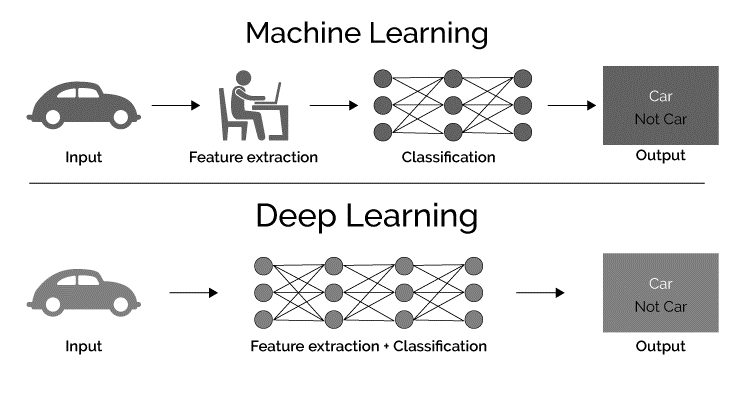 Machine Learning
Input
Feature extraction
Classification
Car
Not Car
Output
Deep Learning
Input
Feature extraction + Classification
Car
Not Car
Output